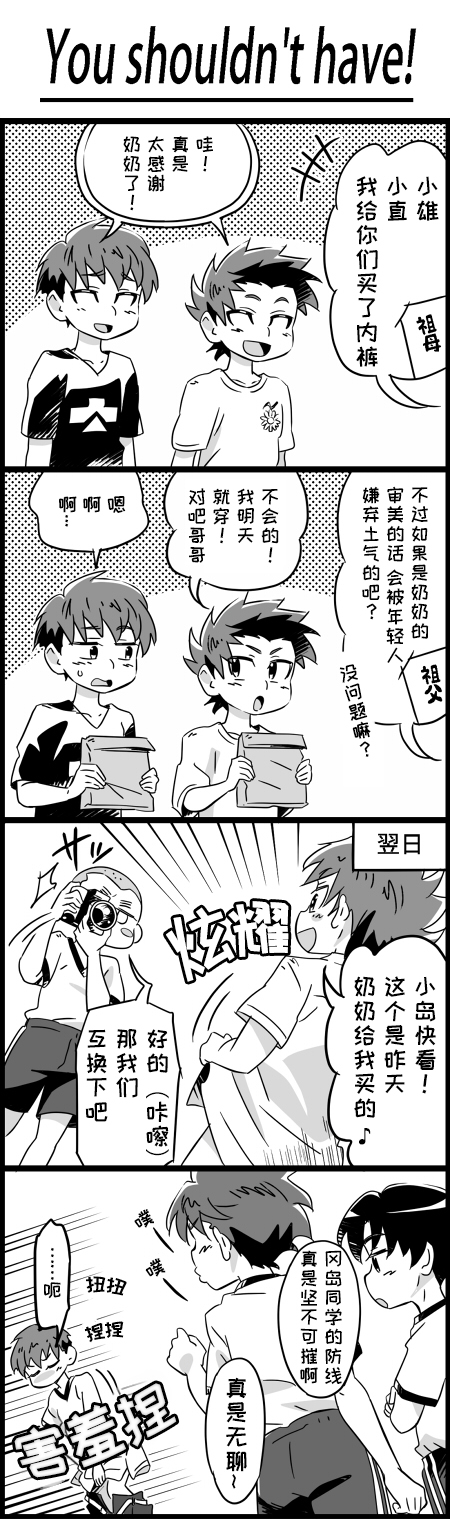 You shouldn't have!
小雄
小直
我给你们买了内裤
祖母
哇！
真是
太感谢
奶奶了！
不过如果是奶奶的
审美的话 会被年轻人
嫌弃土气的吧？
没问题嘛？
祖父
不会的！
我明天
就穿！
对吧哥哥
啊啊嗯
…
翌日
小岛快看！
这个是昨天
奶奶给我买的♪
炫耀
ザッ
好的（咔嚓）
那我们
互换下吧
冈岛同学的防线
真是坚不可摧啊
噗
噗
真是无聊~
……呃
扭扭
捏捏
害羞捏